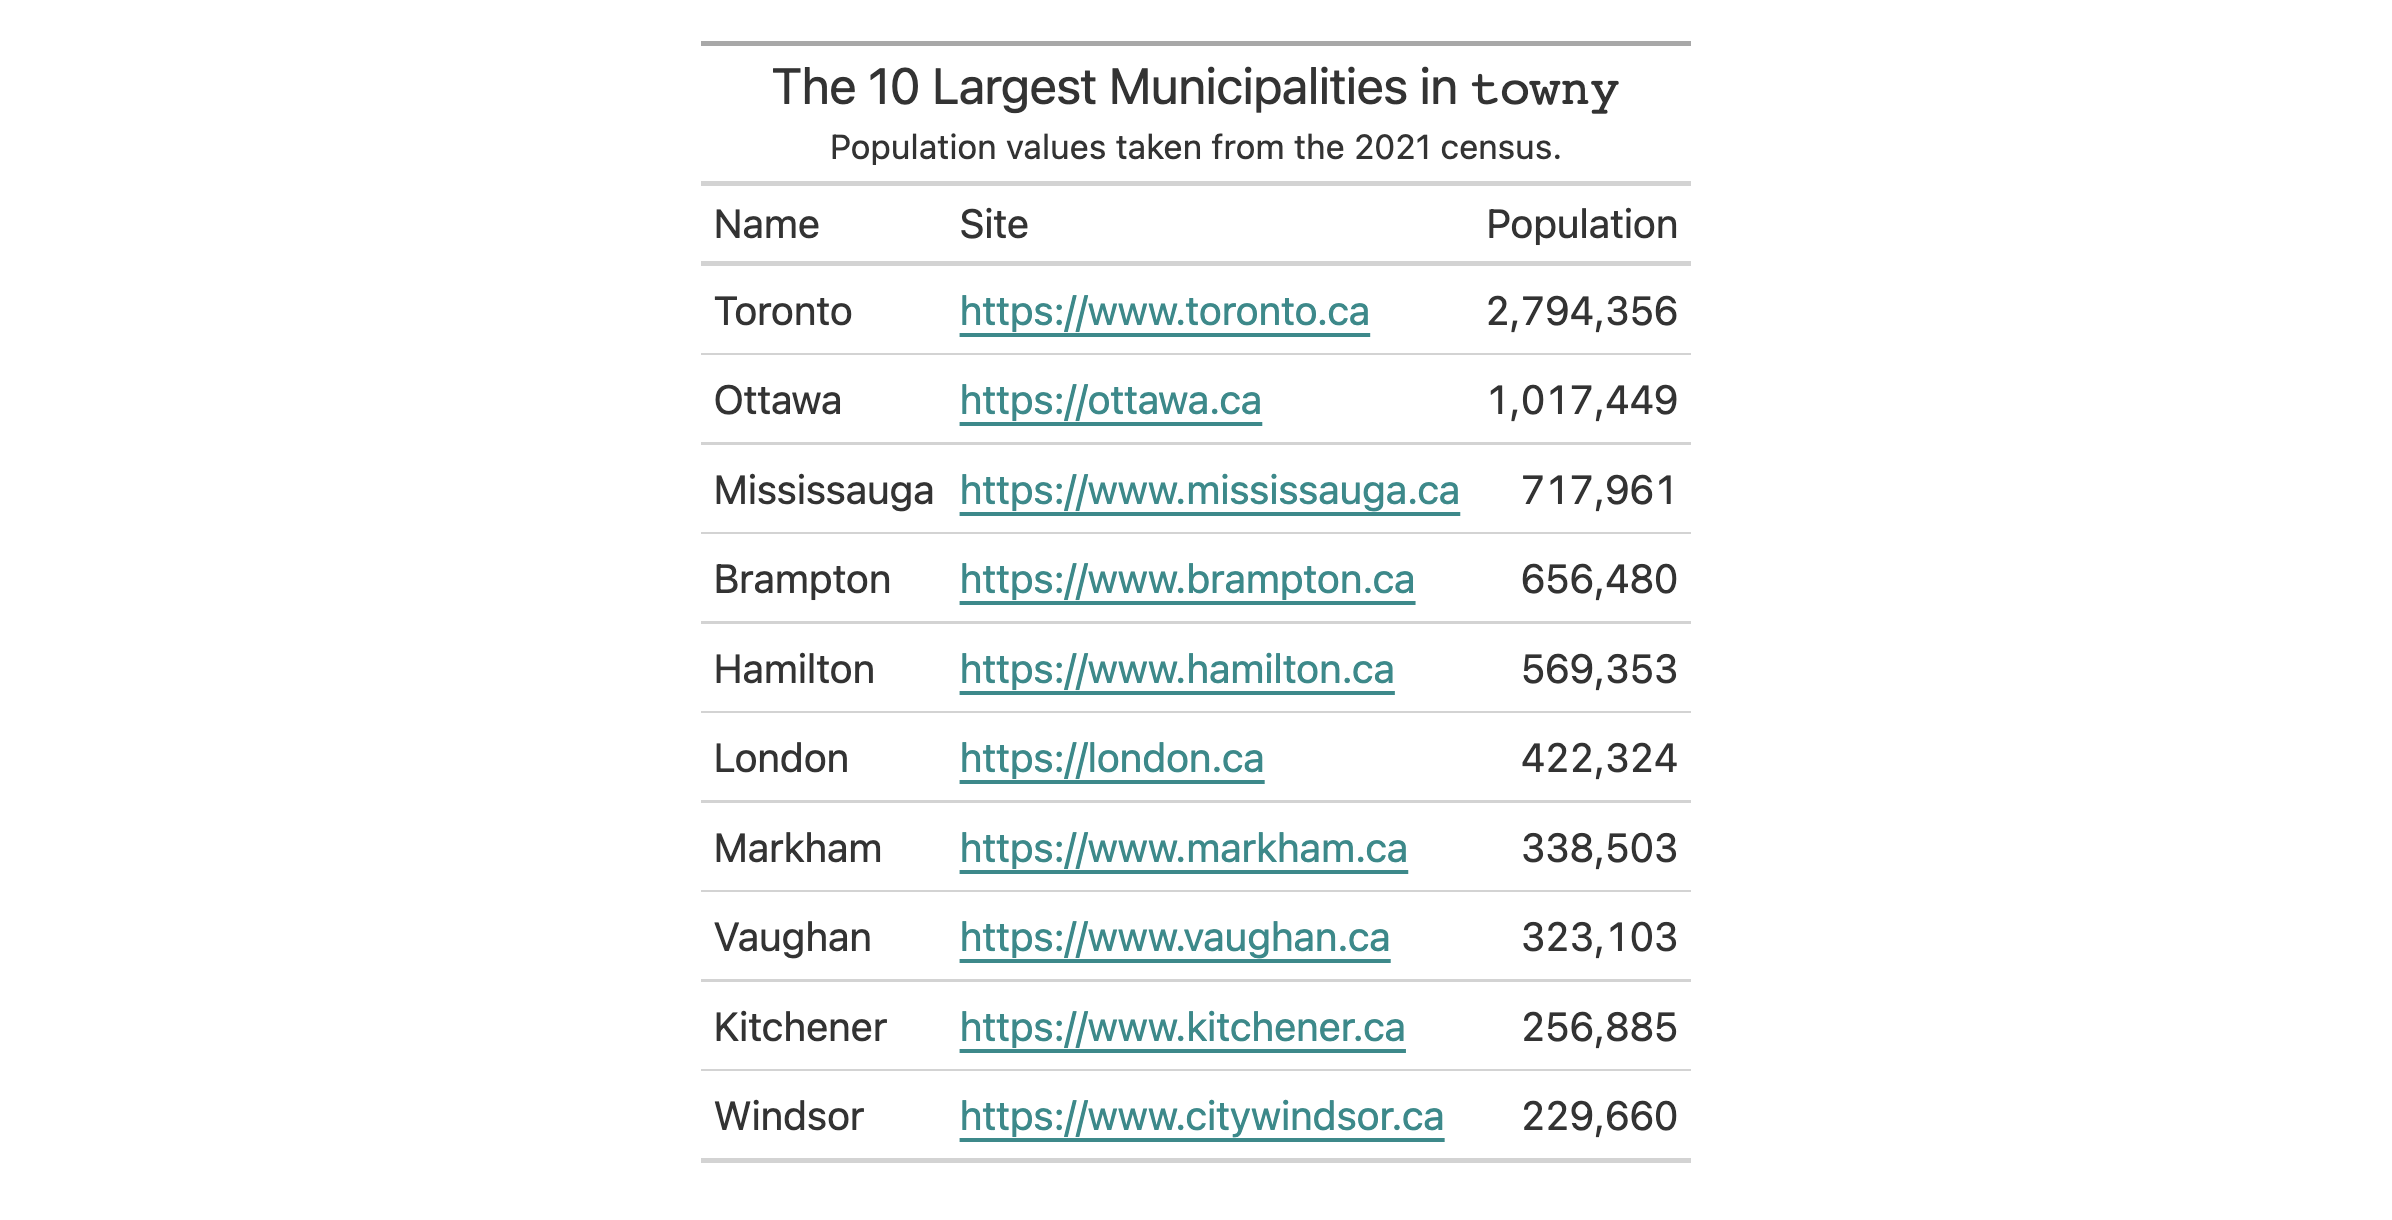 The 10 Largest Municipalities in towny
Population values taken from the 2021 census.
Name Site Population
Toronto https://www.toronto.ca 2,794,356
Ottawa https://ottawa.ca 1,017,449
Mississauga https://www.mississauga.ca 717,961
Brampton https://www.brampton.ca 656,480
Hamilton https://www.hamilton.ca 569,353
London https://london.ca 422,324
Markham https://www.markham.ca 338,503
Vaughan https://www.vaughan.ca 323,103
Kitchener https://www.kitchener.ca 256,885
Windsor https://www.citywindsor.ca 229,660